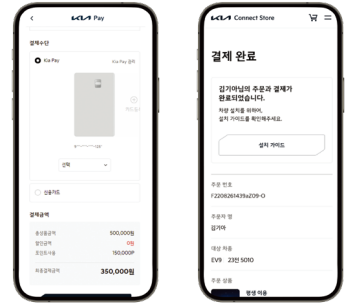 KIA Pay
결제수단
Kia Pay
Kia Pay 관리
선택
신용카드
결제금액
총상품금액 500,000원
할인금액 0원
포인트사용 150,000P
최종결제금액 350,000원
KIA Connect Store
결제 완료
김기아님의 주문과 결제가
완료되었습니다.
차량 설치를 위하여,
설치 가이드를 확인해주세요.
설치 가이드
주문 번호
F2208261439a2O9-O
주문자 명
김기아
대상 차종
EV9 23인 5010
주문 상품
평생 이용